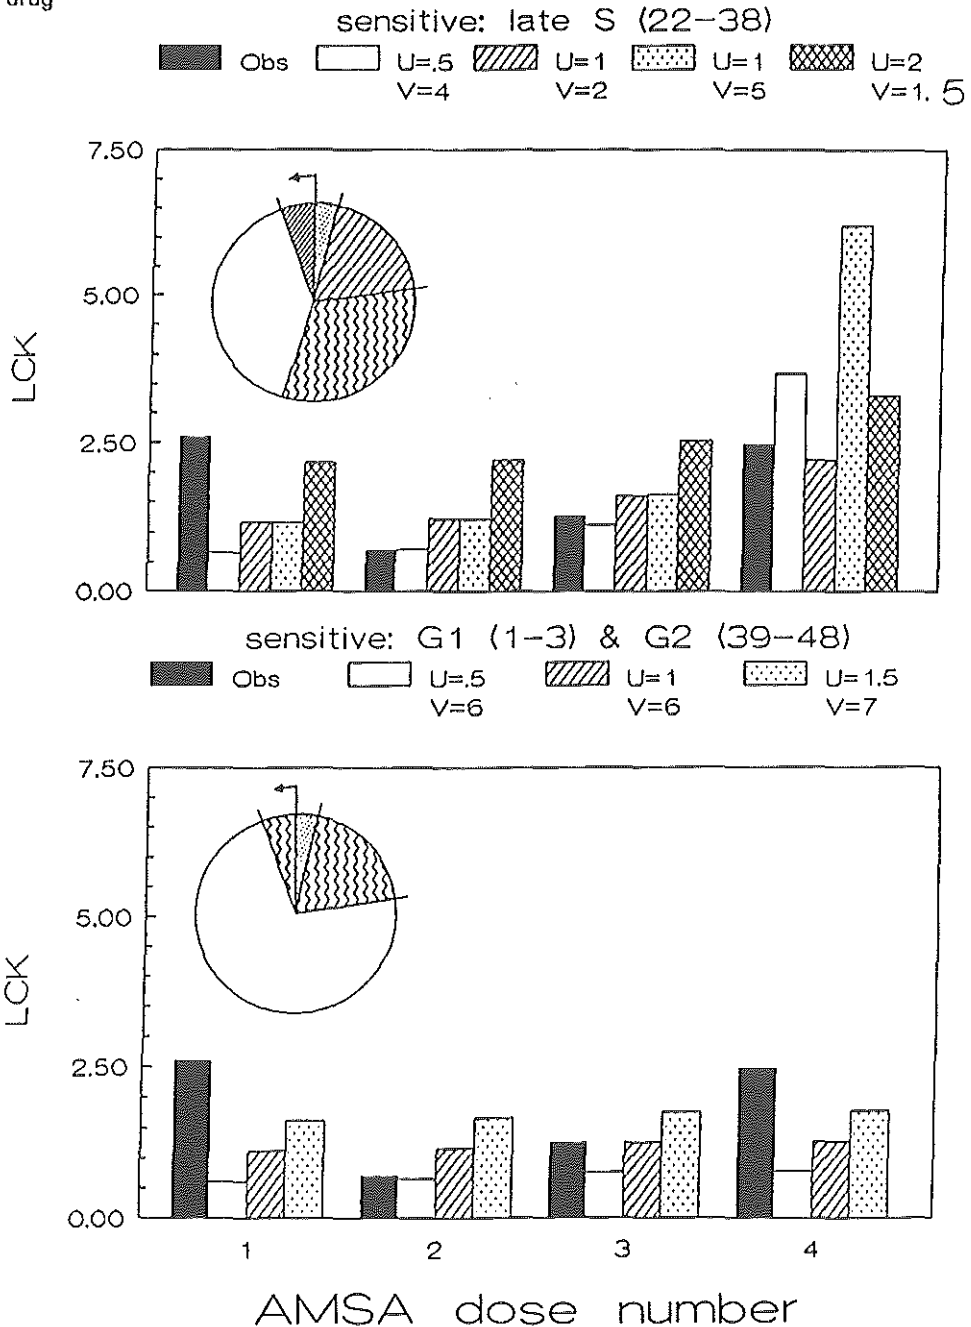 drug
sensitive: late S (22-38)
Obs U=.5 U=1 U=1 U=2
V=4 V=2 V=5 V=1.5
7.50
5.00
LCK
2.50
0.00
sensitive: G1 (1-3) & G2 (39-48)
Obs U=.5 U=1 U=1.5
V=6 V=6 V=7
7.50
5.00
LCK
2.50
0.00
1 2 3 4
AMSA dose number